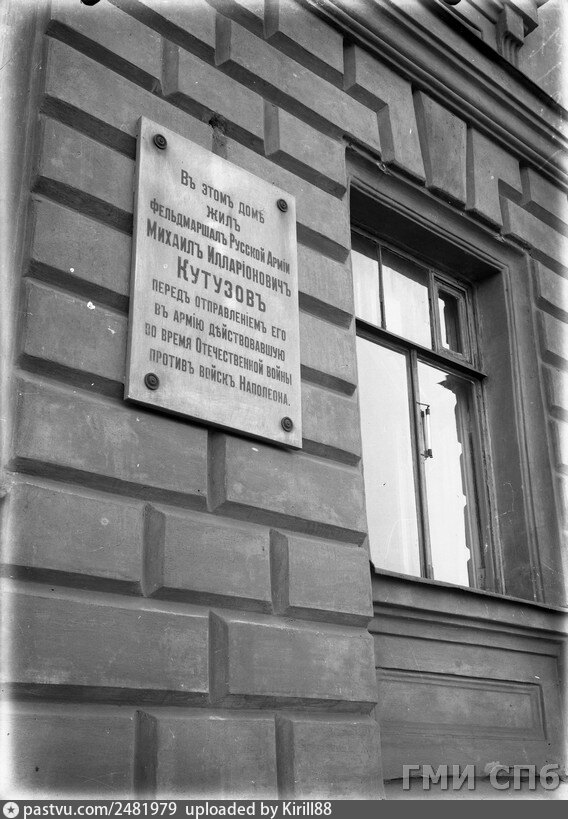 Въ этомъ домѣ
жилъ
фельдмаршалъ Русской Арміи
Михаилъ Илларіоновичъ
Кутузовъ
передъ отправленіемъ его
въ армію дѣйствовавшую
во время Отечественной войны
противъ войскъ Наполеона.
ГМИ СПб
pastvu.com/2481979 uploaded by Kirill88